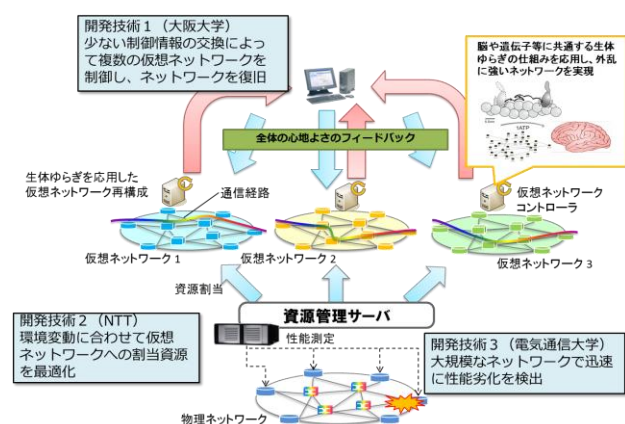 開発技術１（大阪大学）
少ない制御情報の交換によっ
て複数の仮想ネットワークを
制御し、ネットワークを復旧
脳や遺伝子等に共通する生体
ゆらぎの仕組みを応用し、外乱
に強いネットワークを実現
全体の心地よさのフィードバック
生体ゆらぎを応用した
仮想ネットワーク再構成
通信経路
仮想ネットワーク
コントローラ
仮想ネットワーク 1
仮想ネットワーク 2
仮想ネットワーク 3
資源割当
資源管理サーバ
開発技術２（NTT）
環境変動に合わせて仮想
ネットワークへの割当資源
を最適化
性能測定
開発技術３（電気通信大学）
大規模なネットワークで迅速
に性能劣化を検出
物理ネットワーク